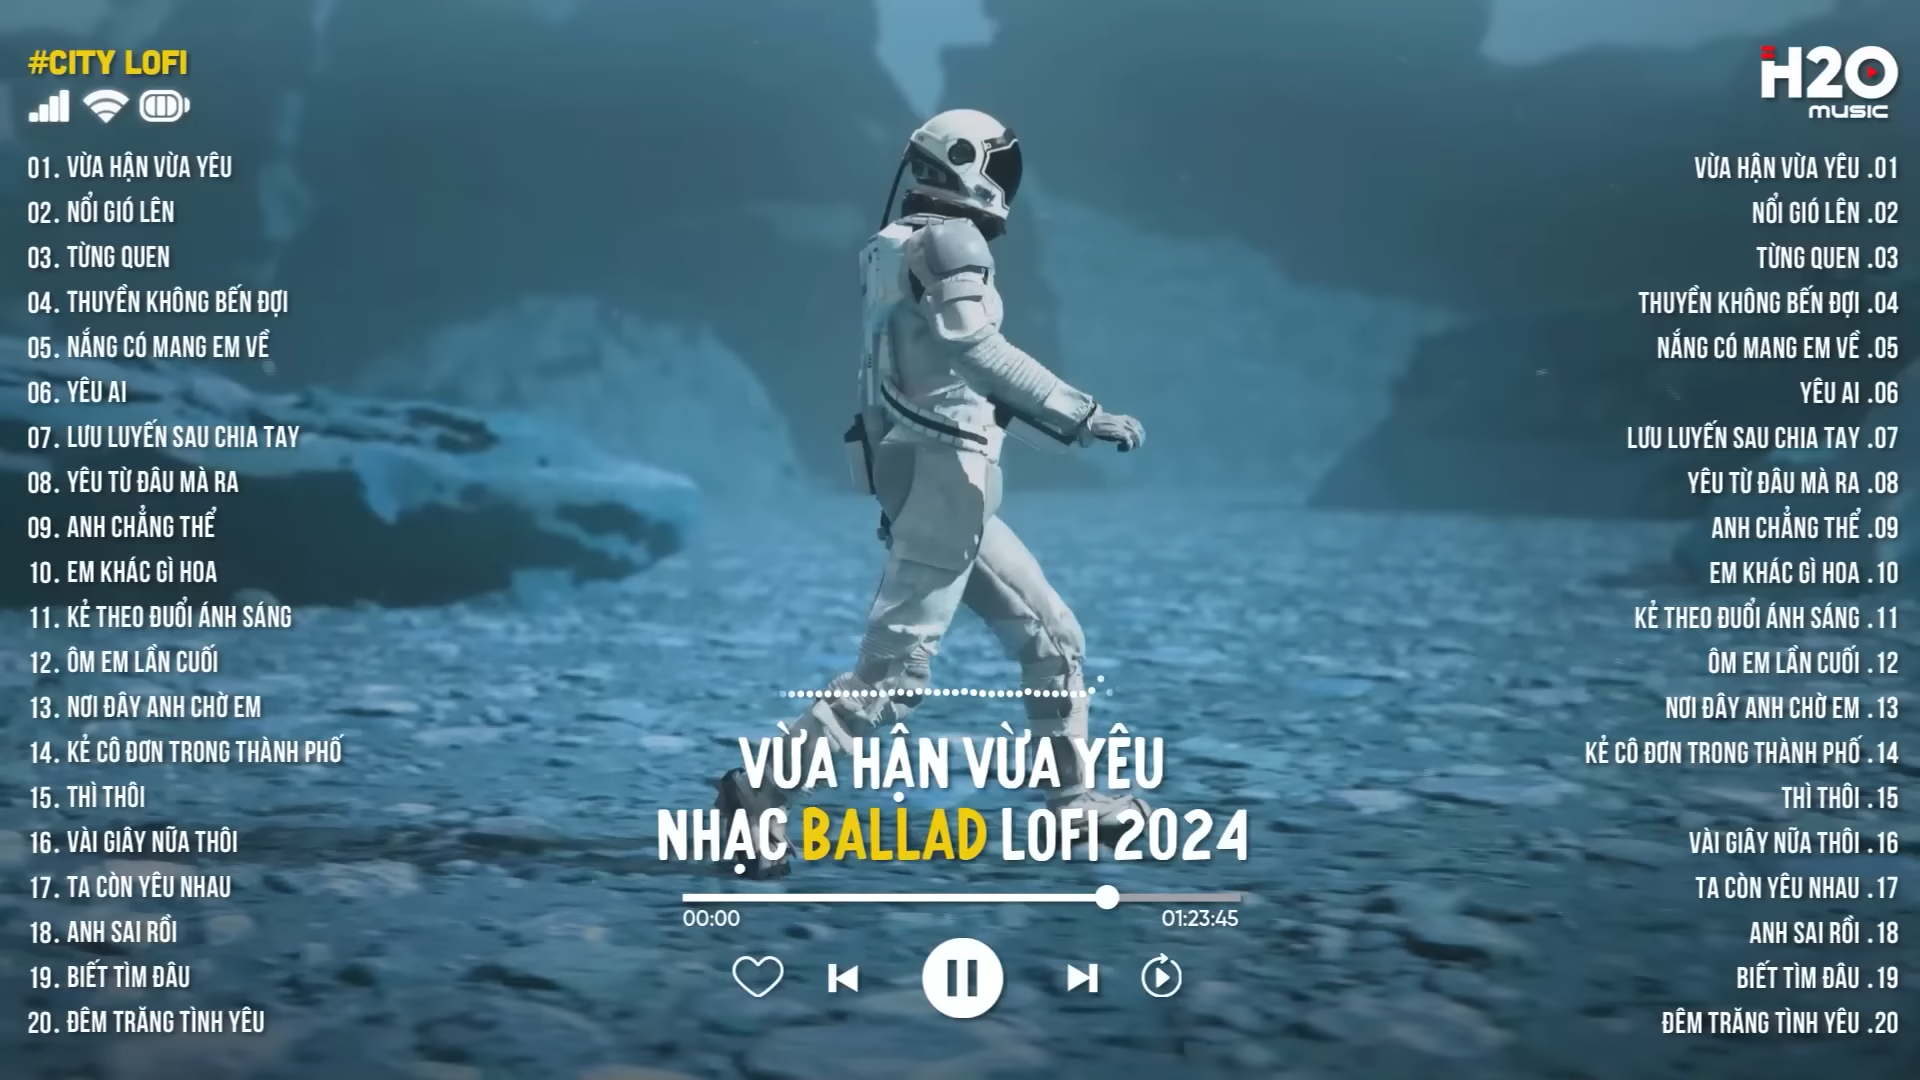 #CITY LOFI
01. VỪA HẬN VỪA YÊU
02. NỔI GIÓ LÊN
03. TỪNG QUEN
04. THUYỀN KHÔNG BẾN ĐỢI
05. NẮNG CÓ MANG EM VỀ
06. YÊU AI
07. LƯU LUYẾN SAU CHIA TAY
08. YÊU TỪ ĐÂU MÀ RA
09. ANH CHẲNG THỂ
10. EM KHÁC GÌ HOA
11. KẺ THEO ĐUỔI ÁNH SÁNG
12. ÔM EM LẦN CUỐI
13. NƠI ĐÂY ANH CHỜ EM
14. KẺ CÔ ĐƠN TRONG THÀNH PHỐ
15. THÌ THÔI
16. VÀI GIÂY NỮA THÔI
17. TA CÒN YÊU NHAU
18. ANH SAI RỒI
19. BIẾT TÌM ĐÂU
20. ĐÊM TRĂNG TÌNH YÊU
VỪA HẬN VỪA YÊU
NHẠC BALLAD LOFI 2024
00:00 01:23:45
H2O
MUSIC
VỪA HẬN VỪA YÊU .01
NỔI GIÓ LÊN .02
TỪNG QUEN .03
THUYỀN KHÔNG BẾN ĐỢI .04
NẮNG CÓ MANG EM VỀ .05
YÊU AI .06
LƯU LUYẾN SAU CHIA TAY .07
YÊU TỪ ĐÂU MÀ RA .08
ANH CHẲNG THỂ .09
EM KHÁC GÌ HOA .10
KẺ THEO ĐUỔI ÁNH SÁNG .11
ÔM EM LẦN CUỐI .12
NƠI ĐÂY ANH CHỜ EM .13
KẺ CÔ ĐƠN TRONG THÀNH PHỐ .14
THÌ THÔI .15
VÀI GIÂY NỮA THÔI .16
TA CÒN YÊU NHAU .17
ANH SAI RỒI .18
BIẾT TÌM ĐÂU .19
ĐÊM TRĂNG TÌNH YÊU .20